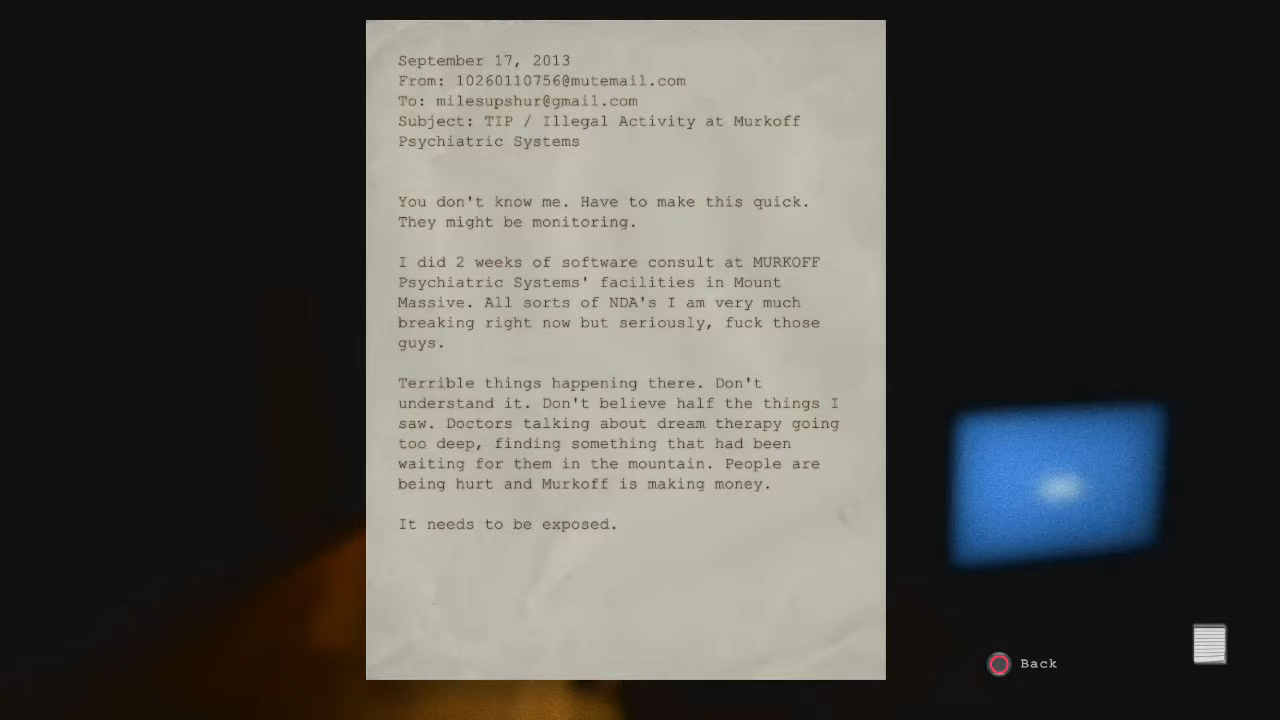 September 17, 2013
From: 10260110756@mutemail.com
To: milesupshur@gmail.com
Subject: TIP / Illegal Activity at Murkoff
Psychiatric Systems
You don't know me. Have to make this quick.
They might be monitoring.
I did 2 weeks of software consult at MURKOFF
Psychiatric Systems' facilities in Mount
Massive. All sorts of NDA's I am very much
breaking right now but seriously, fuck those
guys.
Terrible things happening there. Don't
understand it. Don't believe half the things I
saw. Doctors talking about dream therapy going
too deep, finding something that had been
waiting for them in the mountain. People are
being hurt and Murkoff is making money.
It needs to be exposed.
Back